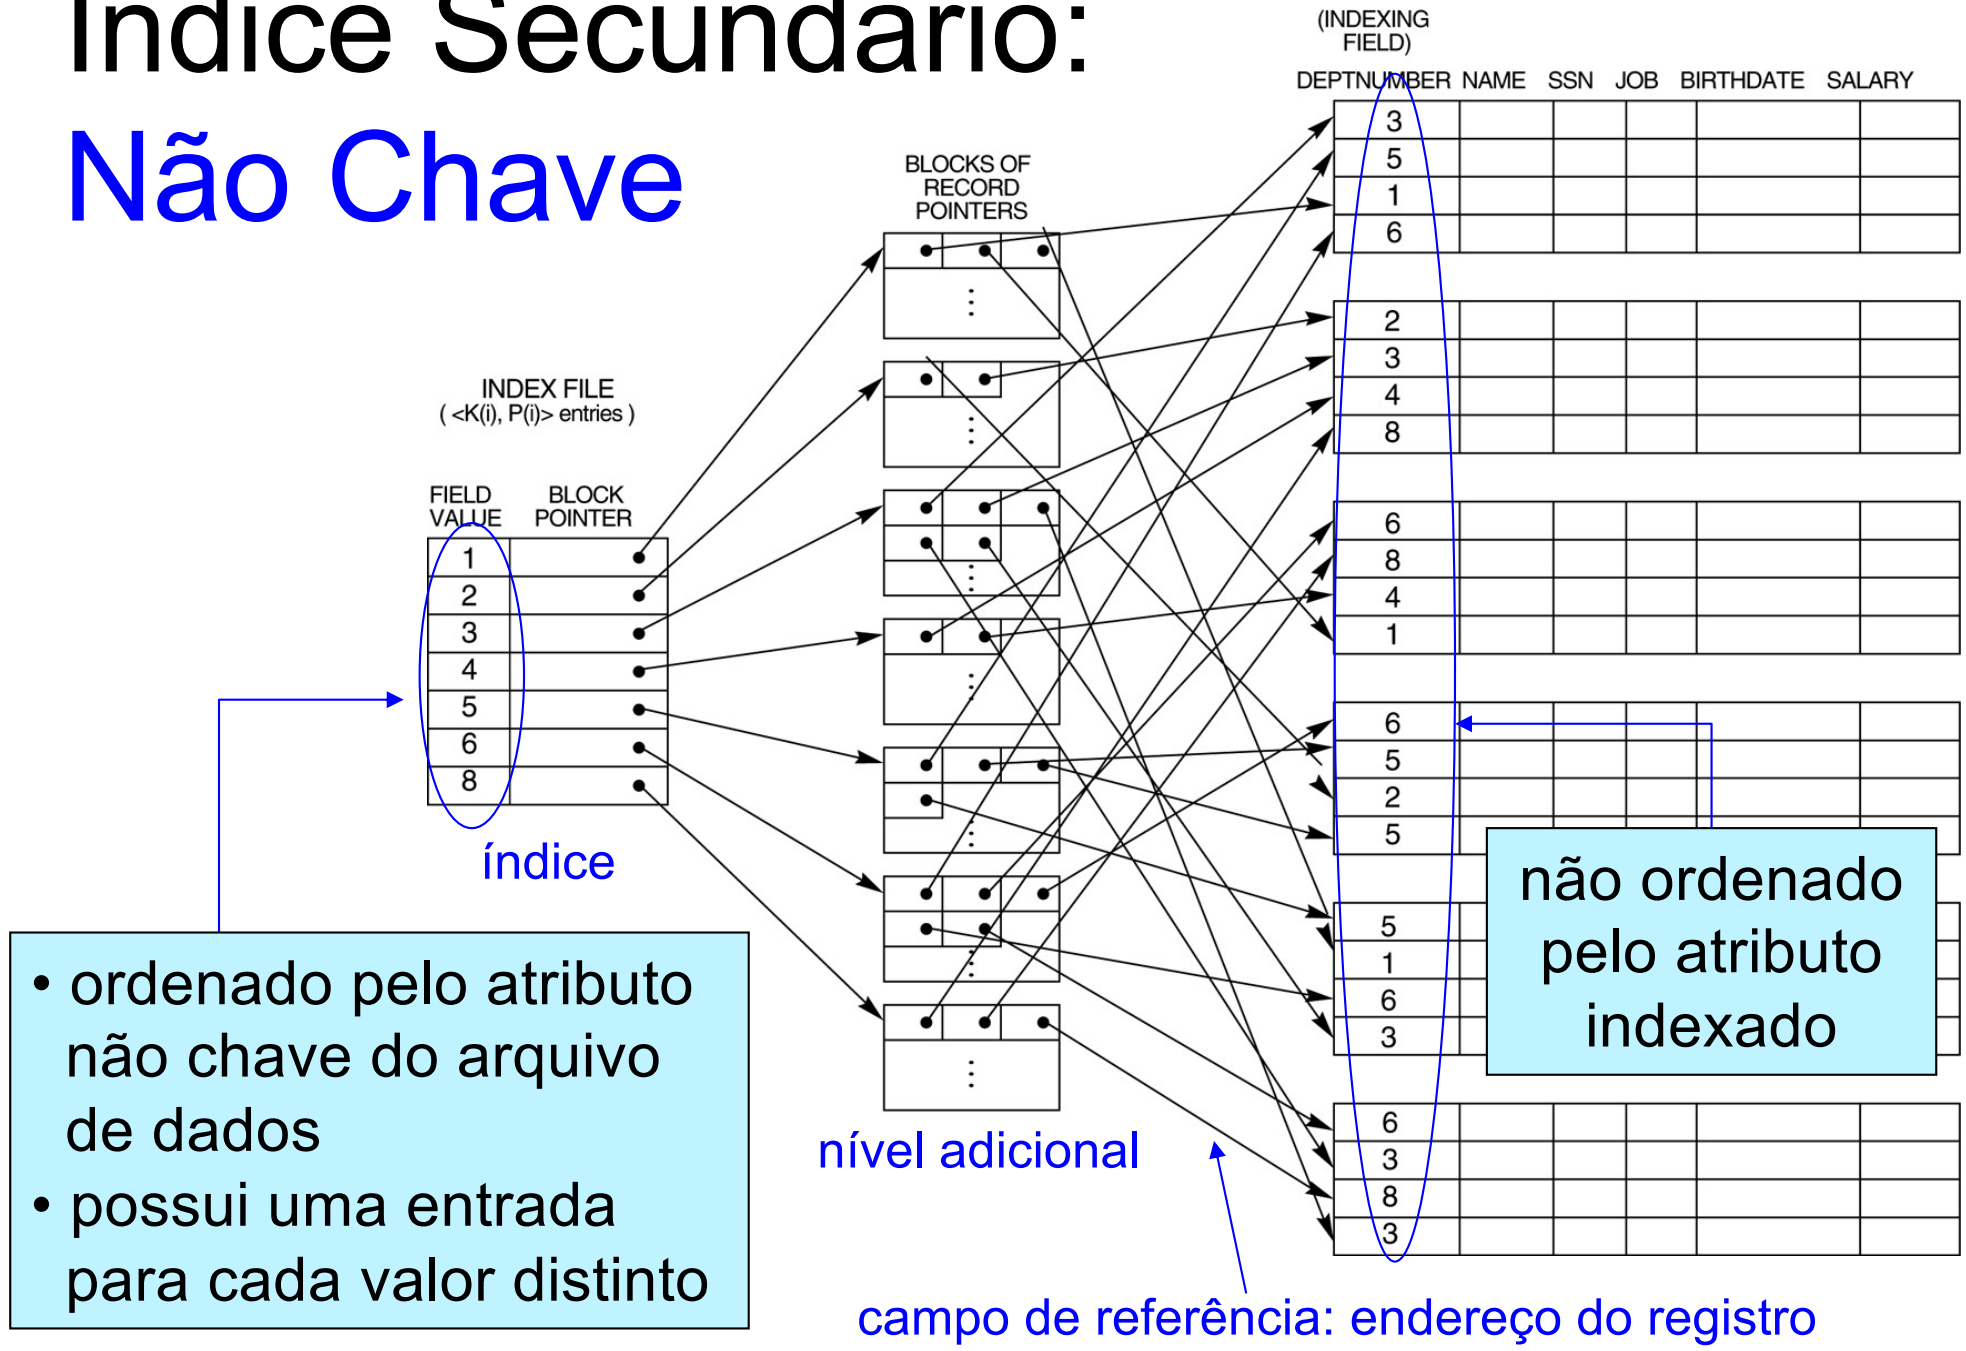 Índice Secundário:
Não Chave
(INDEXING
FIELD)
DEPTNUMBER NAME SSN JOB BIRTHDATE SALARY
3
5
1
6
2
3
4
8
6
8
4
1
6
5
2
5
5
1
6
3
6
3
8
3
BLOCKS OF
RECORD
POINTERS
INDEX FILE
( <K(i), P(i)> entries )
FIELD
VALUE
BLOCK
POINTER
1
2
3
4
5
6
8
índice
• ordenado pelo atributo
não chave do arquivo
de dados
• possui uma entrada
para cada valor distinto
nível adicional
não ordenado
pelo atributo
indexado
campo de referência: endereço do registro